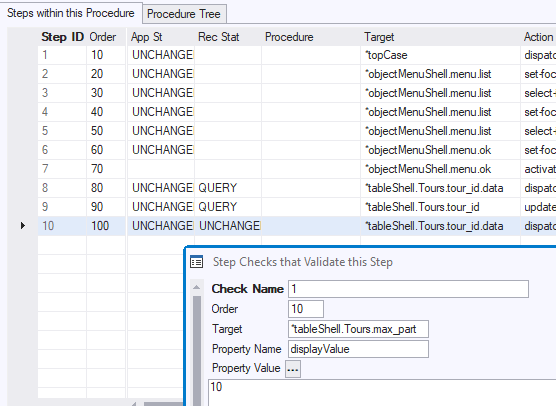 Steps within this Procedure Procedure Tree
Step ID Order App St Rec Stat Procedure Target Action
1 10 UNCHANGE *topCase dispatc
2 20 UNCHANGE *objectMenuShell.menu.list set-foc
3 30 UNCHANGE *objectMenuShell.menu.list select-
4 40 UNCHANGE *objectMenuShell.menu.list set-foc
5 50 UNCHANGE *objectMenuShell.menu.list select-
6 60 UNCHANGE *objectMenuShell.menu.ok set-foc
7 70 *objectMenuShell.menu.ok activat
8 80 UNCHANGE QUERY *tableShell.Tours.tour_id.data dispatc
9 90 UNCHANGE QUERY *tableShell.Tours.tour_id update
10 100 UNCHANGE UNCHANGE *tableShell.Tours.tour_id.data dispatc
Step Checks that Validate this Step
Check Name 1
Order 10
Target *tableShell.Tours.max_part
Property Name displayValue
Property Value ...
10